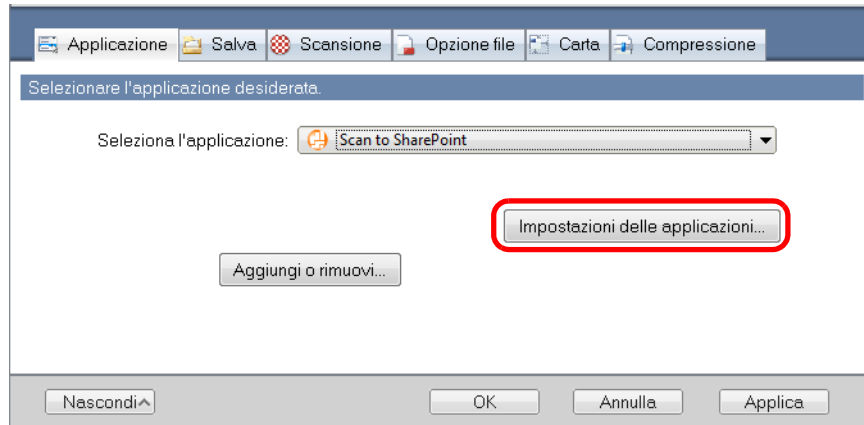 Applicazione Salva Scansione Opzione file Carta Compressione
Selezionare l'applicazione desiderata.
Seleziona l'applicazione: Scan to SharePoint
Impostazioni delle applicazioni...
Aggiungi o rimuovi...
Nascondi OK Annulla Applica